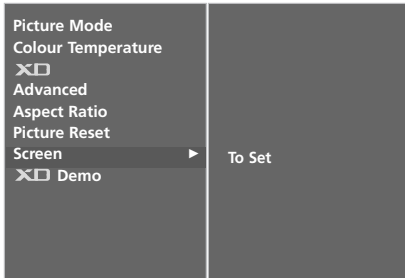 Picture Mode
Colour Temperature
XD
Advanced
Aspect Ratio
Picture Reset
Screen ► To Set
XD Demo